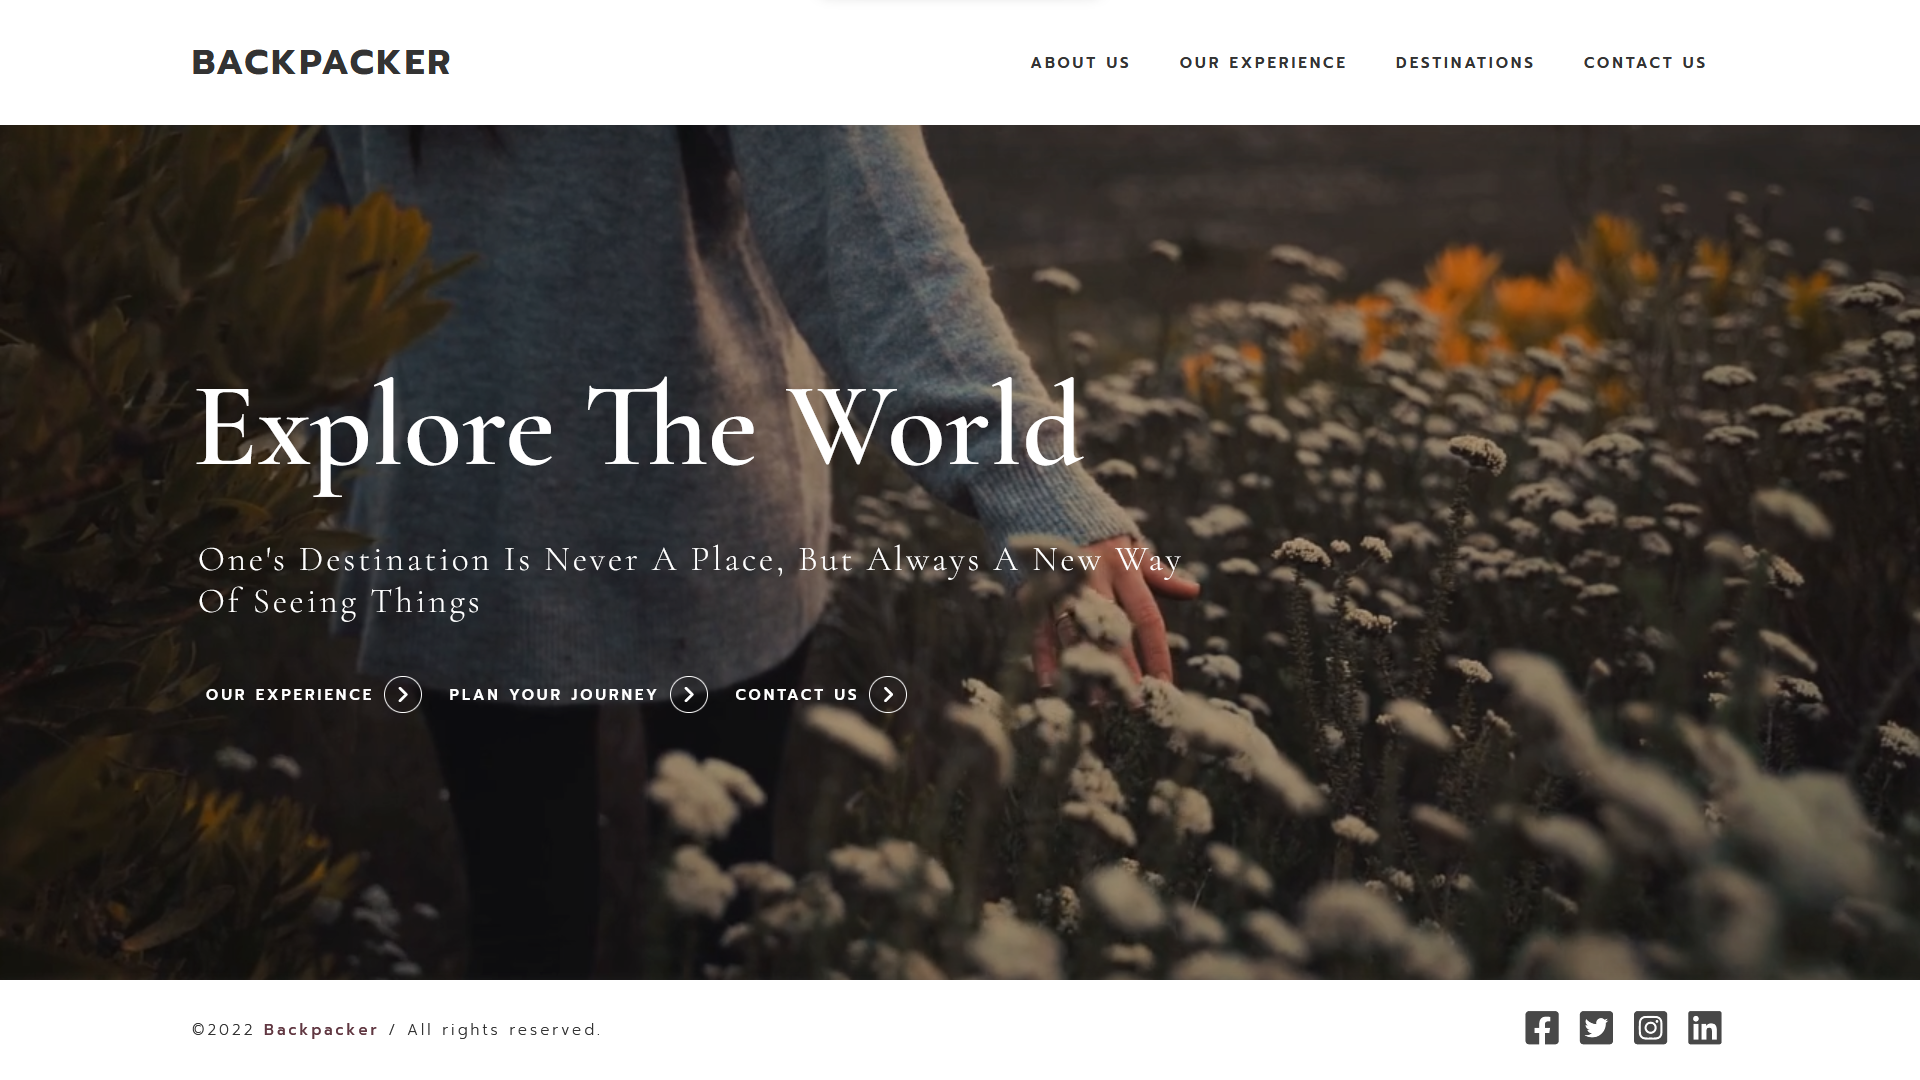 BACKPACKER
ABOUT US OUR EXPERIENCE DESTINATIONS CONTACT US
Explore The World
One's Destination Is Never A Place, But Always A New Way
Of Seeing Things
OUR EXPERIENCE PLAN YOUR JOURNEY CONTACT US
©2022 Backpacker / All rights reserved.